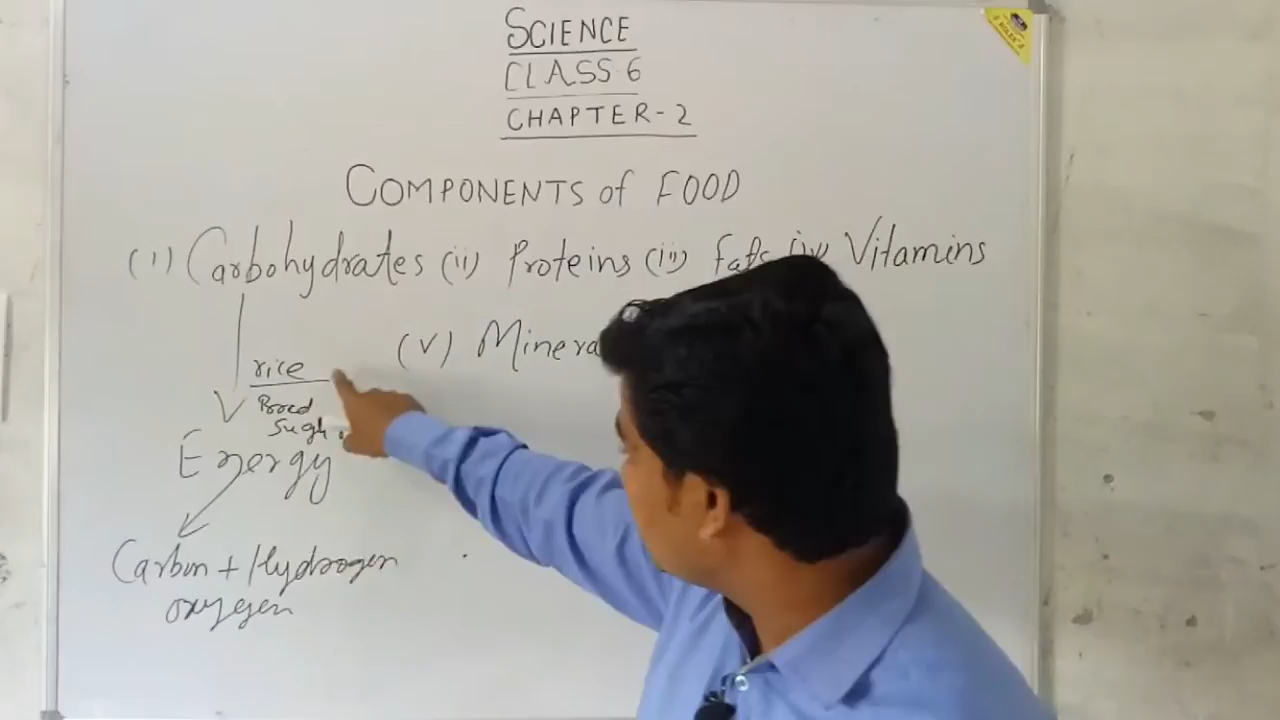 SCIENCE
CLASS-6
CHAPTER-2
COMPONENTS of FOOD
(i) Carbohydrates (ii) Proteins (iii) Fats (iv) Vitamins
(v) Minera
rice
Energy
Carbon + Hydrogen
oxygen